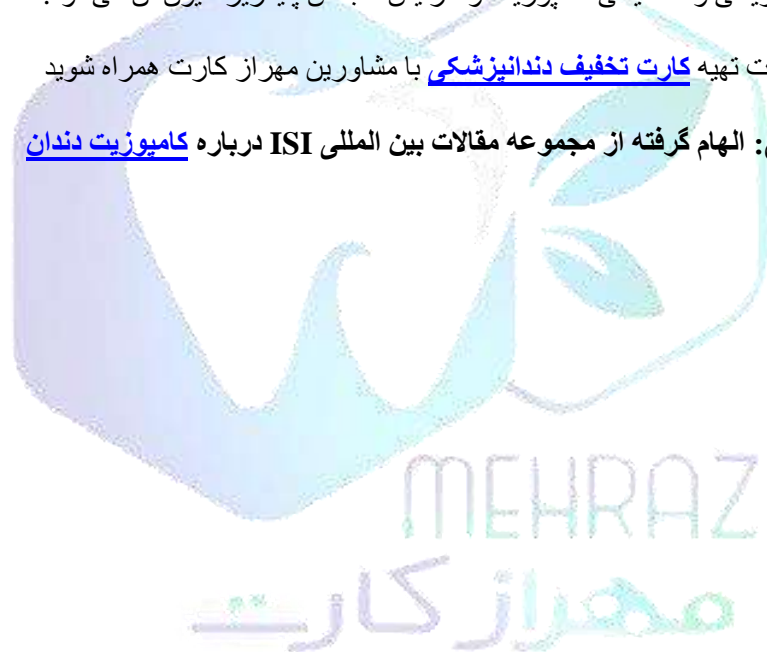 ت تهیه کارت تخفیف دندانپزشکی با مشاورین مهراز کارت همراه شوید
: الهام گرفته از مجموعه مقالات بین المللی ISI درباره کامپوزیت دندان
MEHRAZ
مهراز کارت